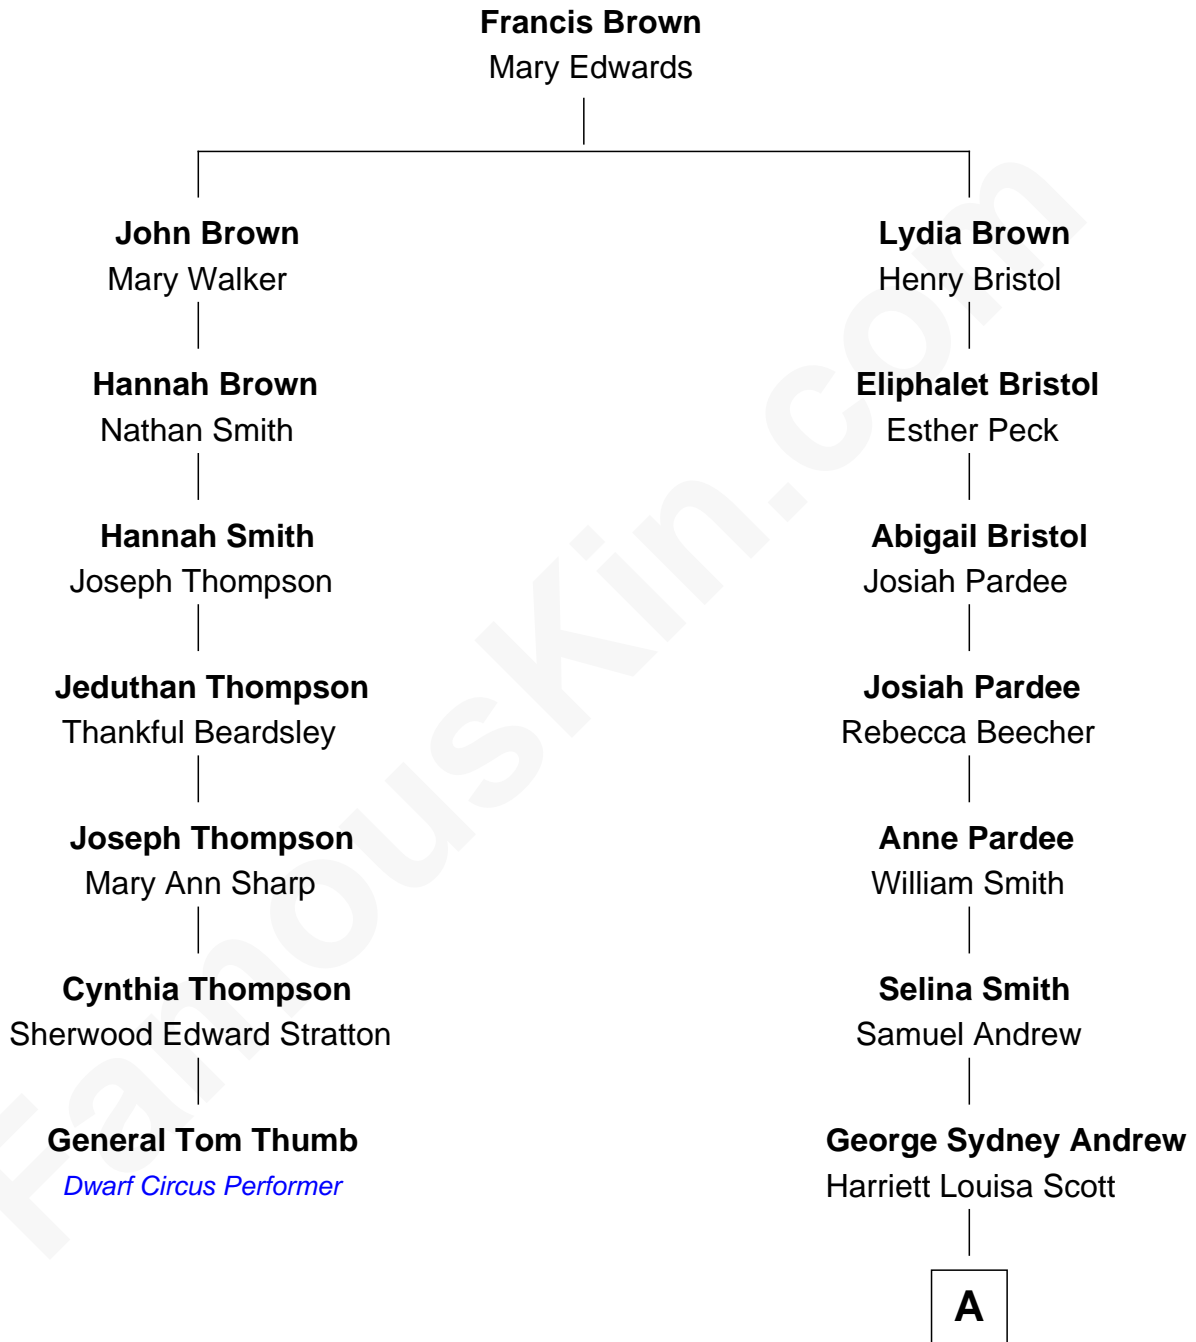 Francis Brown
Mary Edwards
John Brown
Mary Walker
Lydia Brown
Henry Bristol
Hannah Brown
Nathan Smith
Eliphalet Bristol
Esther Peck
Hannah Smith
Joseph Thompson
Abigail Bristol
Josiah Pardee
Jeduthan Thompson
Thankful Beardsley
Josiah Pardee
Rebecca Beecher
Joseph Thompson
Mary Ann Sharp
Anne Pardee
William Smith
Cynthia Thompson
Sherwood Edward Stratton
Selina Smith
Samuel Andrew
General Tom Thumb
Dwarf Circus Performer
George Sydney Andrew
Harriett Louisa Scott
A
FamousKin.com